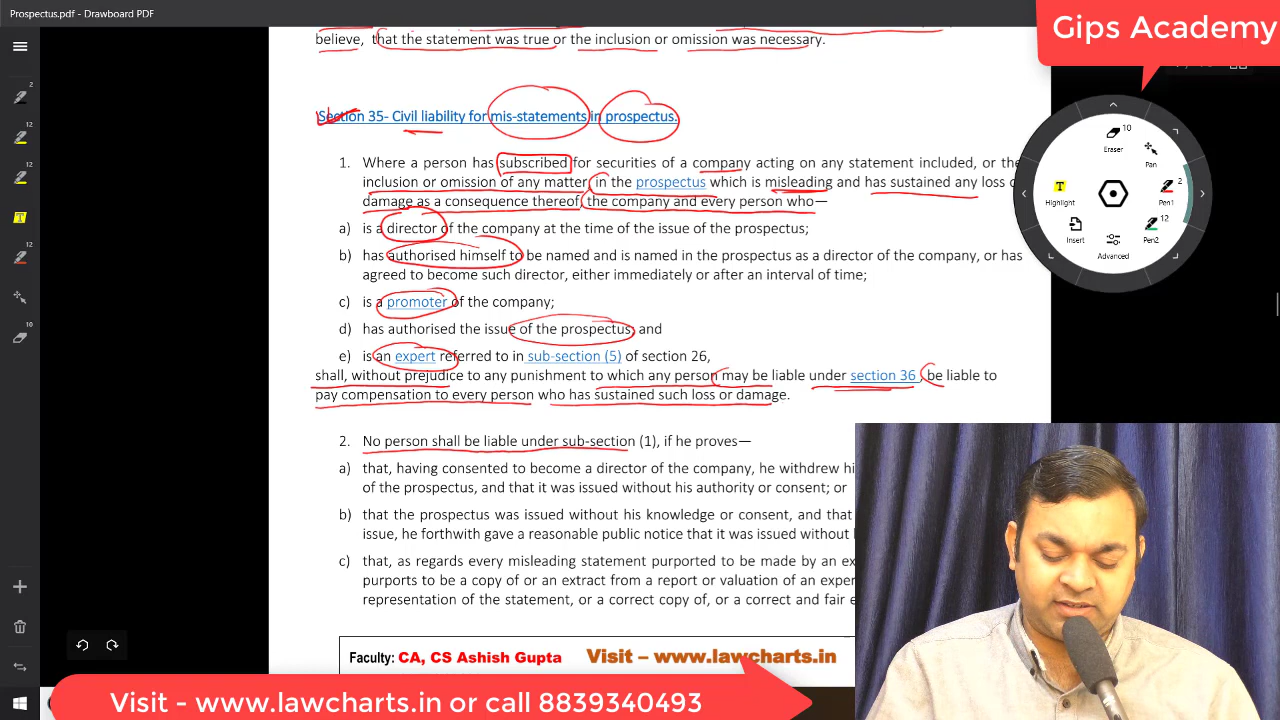 Prospectus.pdf - Drawboard PDF
Gips Academy
believe, that the statement was true or the inclusion or omission was necessary.
Section 35- Civil liability for mis-statements in prospectus.
1. Where a person has subscribed for securities of a company acting on any statement included, or the
inclusion or omission of any matter, in the prospectus which is misleading and has sustained any loss
damage as a consequence thereof, the company and every person who—
a) is a director of the company at the time of the issue of the prospectus;
b) has authorised himself to be named and is named in the prospectus as a director of the company, or has
agreed to become such director, either immediately or after an interval of time;
c) is a promoter of the company;
d) has authorised the issue of the prospectus; and
e) is an expert referred to in sub-section (5) of section 26,
shall, without prejudice to any punishment to which any person may be liable under section 36, be liable to
pay compensation to every person who has sustained such loss or damage.
2. No person shall be liable under sub-section (1), if he proves—
a) that, having consented to become a director of the company, he withdrew
of the prospectus, and that it was issued without his authority or consent; or
b) that the prospectus was issued without his knowledge or consent, and that
issue, he forthwith gave a reasonable public notice that it was issued without
c) that, as regards every misleading statement purported to be made by an
purports to be a copy of or an extract from a report or valuation of an
representation of the statement, or a correct copy of, or a correct and fair
Faculty: CA, CS Ashish Gupta Visit – www.lawcharts.in
Visit - www.lawcharts.in or call 8839340493
2
12
12
12
10
Eraser
10
Pan
Highlight
Pen1
2
Insert
Pen2
12
Advanced